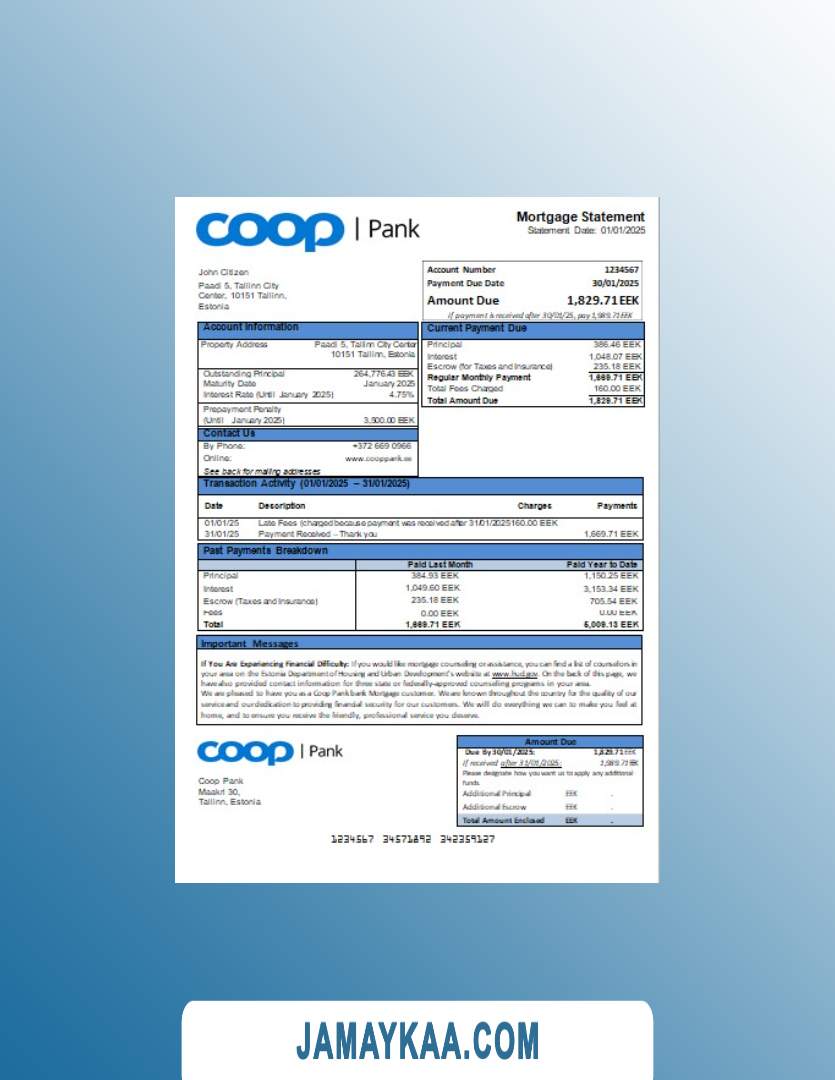 coop | Pank
Mortgage Statement
Statement Date: 01/01/2025
John Citizen
Paadi 5, Tallinn City
Center, 10151 Tallinn,
Estonia
Account Number 1234567
Payment Due Date 30/01/2025
Amount Due 1,829.71 EEK
If payment is received after 30/01/25, pay 1,989.71 EEK
Account Information
Property Address Paadi 5, Tallinn City Center
10151 Tallinn, Estonia
Outstanding Principal 264,776.43 EEK
Maturity Date January 2025
Interest Rate (Until January 2025) 4.75%
Prepayment Penalty
(Until January 2025) 3,500.00 EEK
Current Payment Due
Principal 386.46 EEK
Interest 1,048.07 EEK
Escrow (for Taxes and Insurance) 235.18 EEK
Regular Monthly Payment 1,669.71 EEK
Total Fees Charged 160.00 EEK
Total Amount Due 1,829.71 EEK
Contact Us
By Phone: +372 669 0966
Online: www.cooppank.ee
See back for mailing addresses
Transaction Activity (01/01/2025 – 31/01/2025)
Date Description Charges Payments
01/01/25 Late Fees (charged because payment was received after 31/01/2025 160.00 EEK
31/01/25 Payment Received – Thank you 1,669.71 EEK
Past Payments Breakdown
Paid Last Month Paid Year to Date
Principal 384.93 EEK 1,150.25 EEK
Interest 1,049.60 EEK 3,153.34 EEK
Escrow (Taxes and Insurance) 235.18 EEK 705.54 EEK
Fees 0.00 EEK 0.00 EEK
Total 1,669.71 EEK 5,009.13 EEK
Important Messages
If You Are Experiencing Financial Difficulty: If you would like mortgage counseling or assistance, you can find a list of counselors in
your area on the Estonia Department of Housing and Urban Development's website at www.hud.gov. On the back of this page, we
have also provided contact information for three state or federally-approved counseling programs in your area.
We are pleased to have you as a Coop Pank bank Mortgage customer. We are known throughout the country for the quality of our
service and our dedication to providing financial security for our customers. We will do everything we can to make you feel at
home, and to ensure you receive the friendly, professional service you deserve.
coop | Pank
Coop Pank
Maakri 30,
Tallinn, Estonia
Amount Due
Due By 30/01/2025: 1,829.71 EEK
If received after 31/01/2025: 1,989.71 EEK
Please designate how you want us to apply any additional
funds.
Additional Principal EEK .
Additional Escrow EEK .
Total Amount Enclosed EEK .
1234567 34571892 342359127
JAMAYKAA.COM